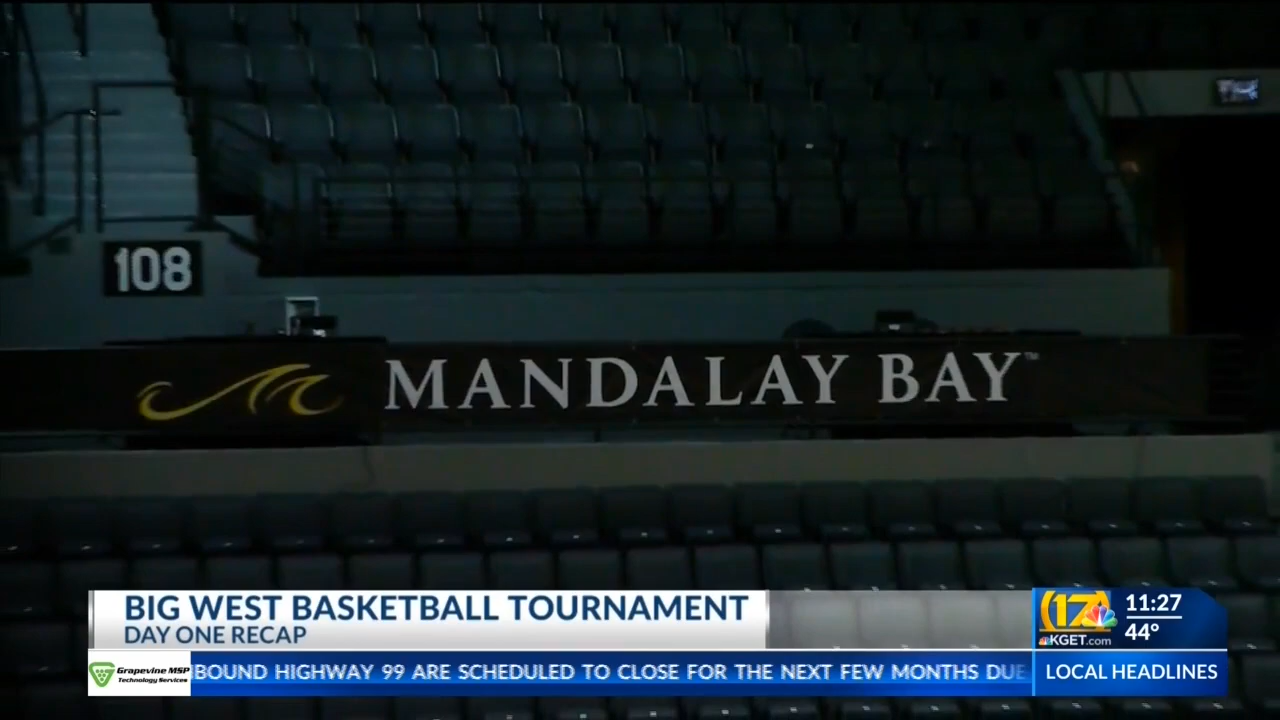 108
MANDALAY BAY™
BIG WEST BASKETBALL TOURNAMENT
DAY ONE RECAP
17
KGET.com
11:27
44°
Grapevine MSP
Technology Services
BOUND HIGHWAY 99 ARE SCHEDULED TO CLOSE FOR THE NEXT FEW MONTHS DUE
LOCAL HEADLINES